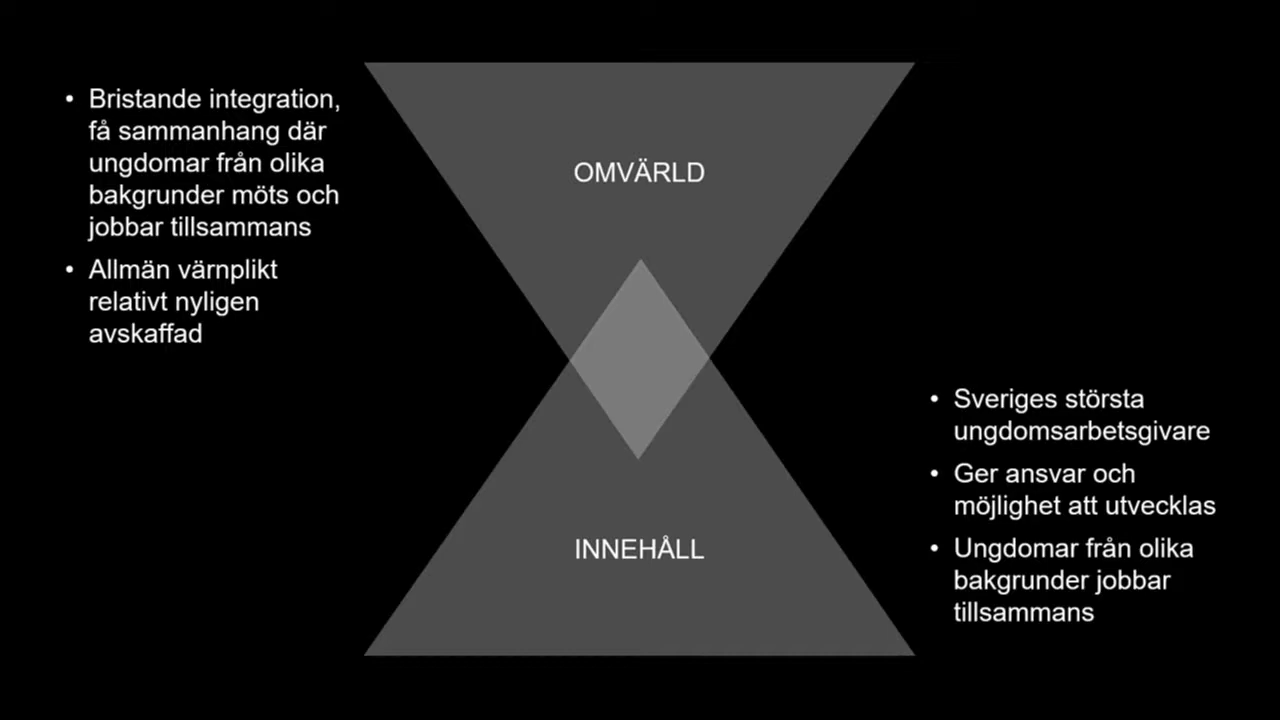 • Bristande integration,
få sammanhang där
ungdomar från olika
bakgrunder möts och
jobbar tillsammans
• Allmän värnplikt
relativt nyligen
avskaffad
OMVÄRLD
INNEHÅLL
• Sveriges största
ungdomsarbetsgivare
• Ger ansvar och
möjlighet att utvecklas
• Ungdomar från olika
bakgrunder jobbar
tillsammans